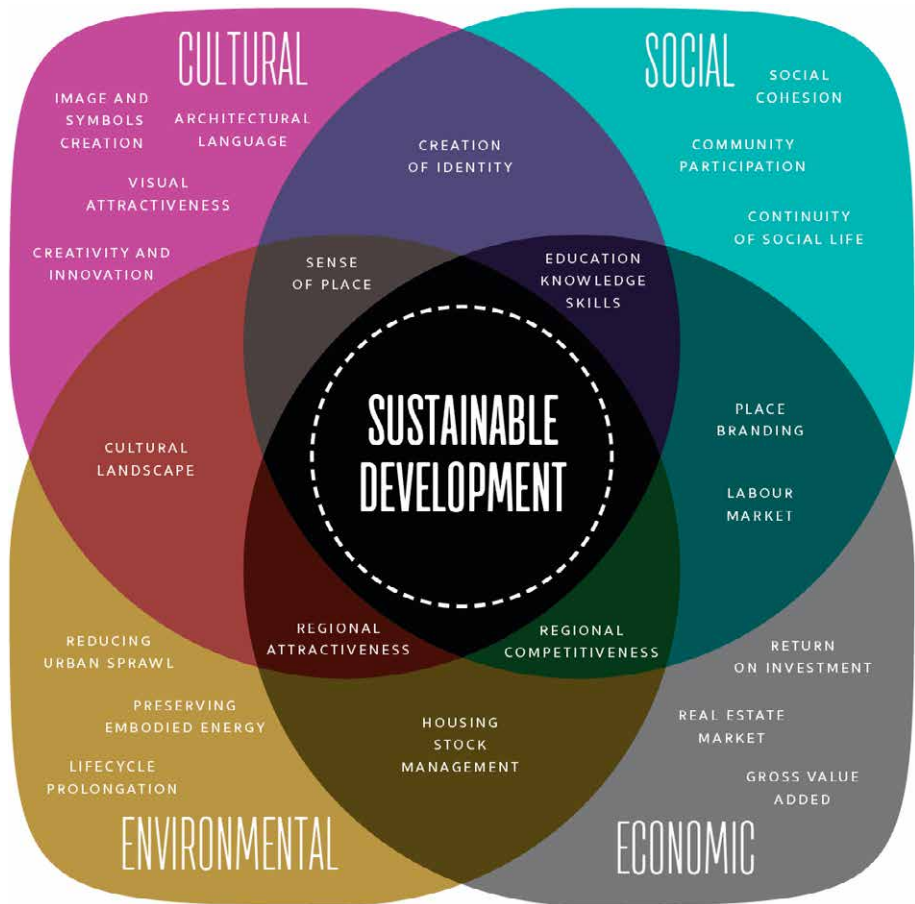 CULTURAL
IMAGE AND
SYMBOLS
CREATION
ARCHITECTURAL
LANGUAGE
VISUAL
ATTRACTIVENESS
CREATIVITY AND
INNOVATION
SOCIAL
SOCIAL
COHESION
COMMUNITY
PARTICIPATION
CONTINUITY
OF SOCIAL LIFE
CREATION
OF IDENTITY
SENSE
OF PLACE
EDUCATION
KNOWLEDGE
SKILLS
CULTURAL
LANDSCAPE
SUSTAINABLE
DEVELOPMENT
PLACE
BRANDING
LABOUR
MARKET
REGIONAL
ATTRACTIVENESS
REGIONAL
COMPETITIVENESS
REDUCING
URBAN SPRAWL
PRESERVING
EMBODIED ENERGY
LIFECYCLE
PROLONGATION
ENVIRONMENTAL
HOUSING
STOCK
MANAGEMENT
RETURN
ON INVESTMENT
REAL ESTATE
MARKET
GROSS VALUE
ADDED
ECONOMIC